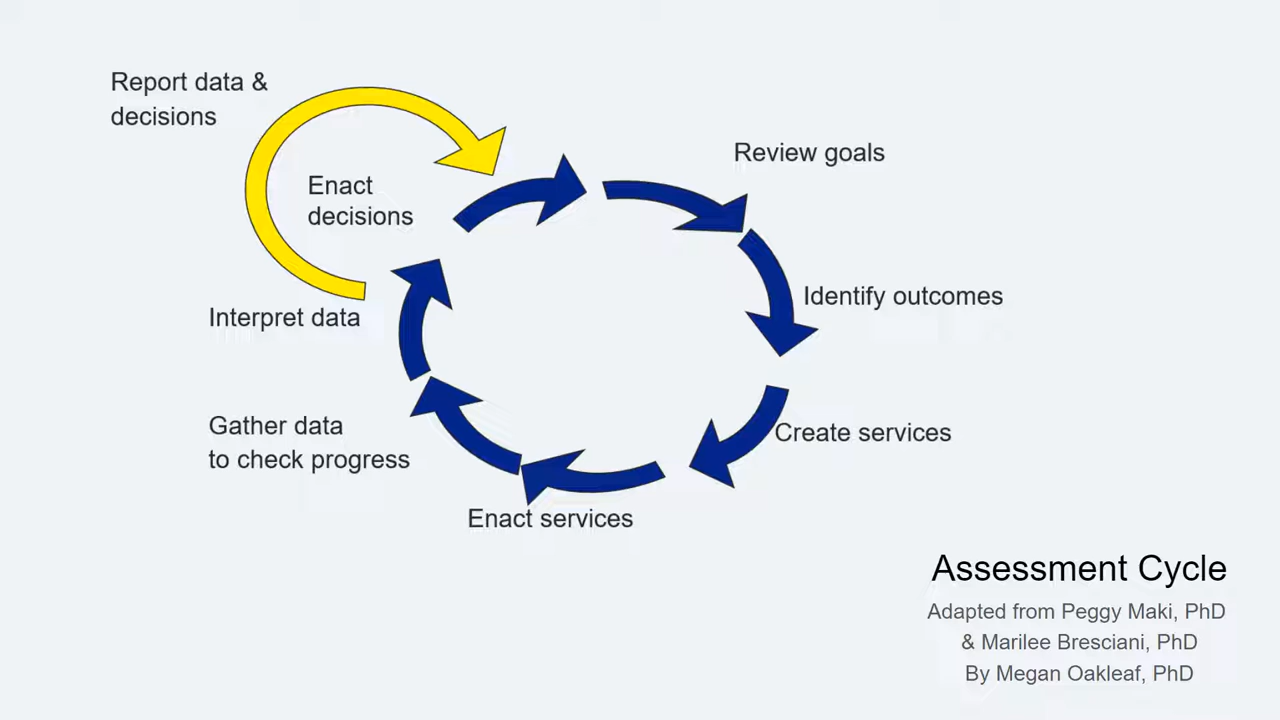 Report data &
decisions
Enact
decisions
Review goals
Interpret data
Identify outcomes
Gather data
to check progress
Create services
Enact services
Assessment Cycle
Adapted from Peggy Maki, PhD
& Marilee Bresciani, PhD
By Megan Oakleaf, PhD